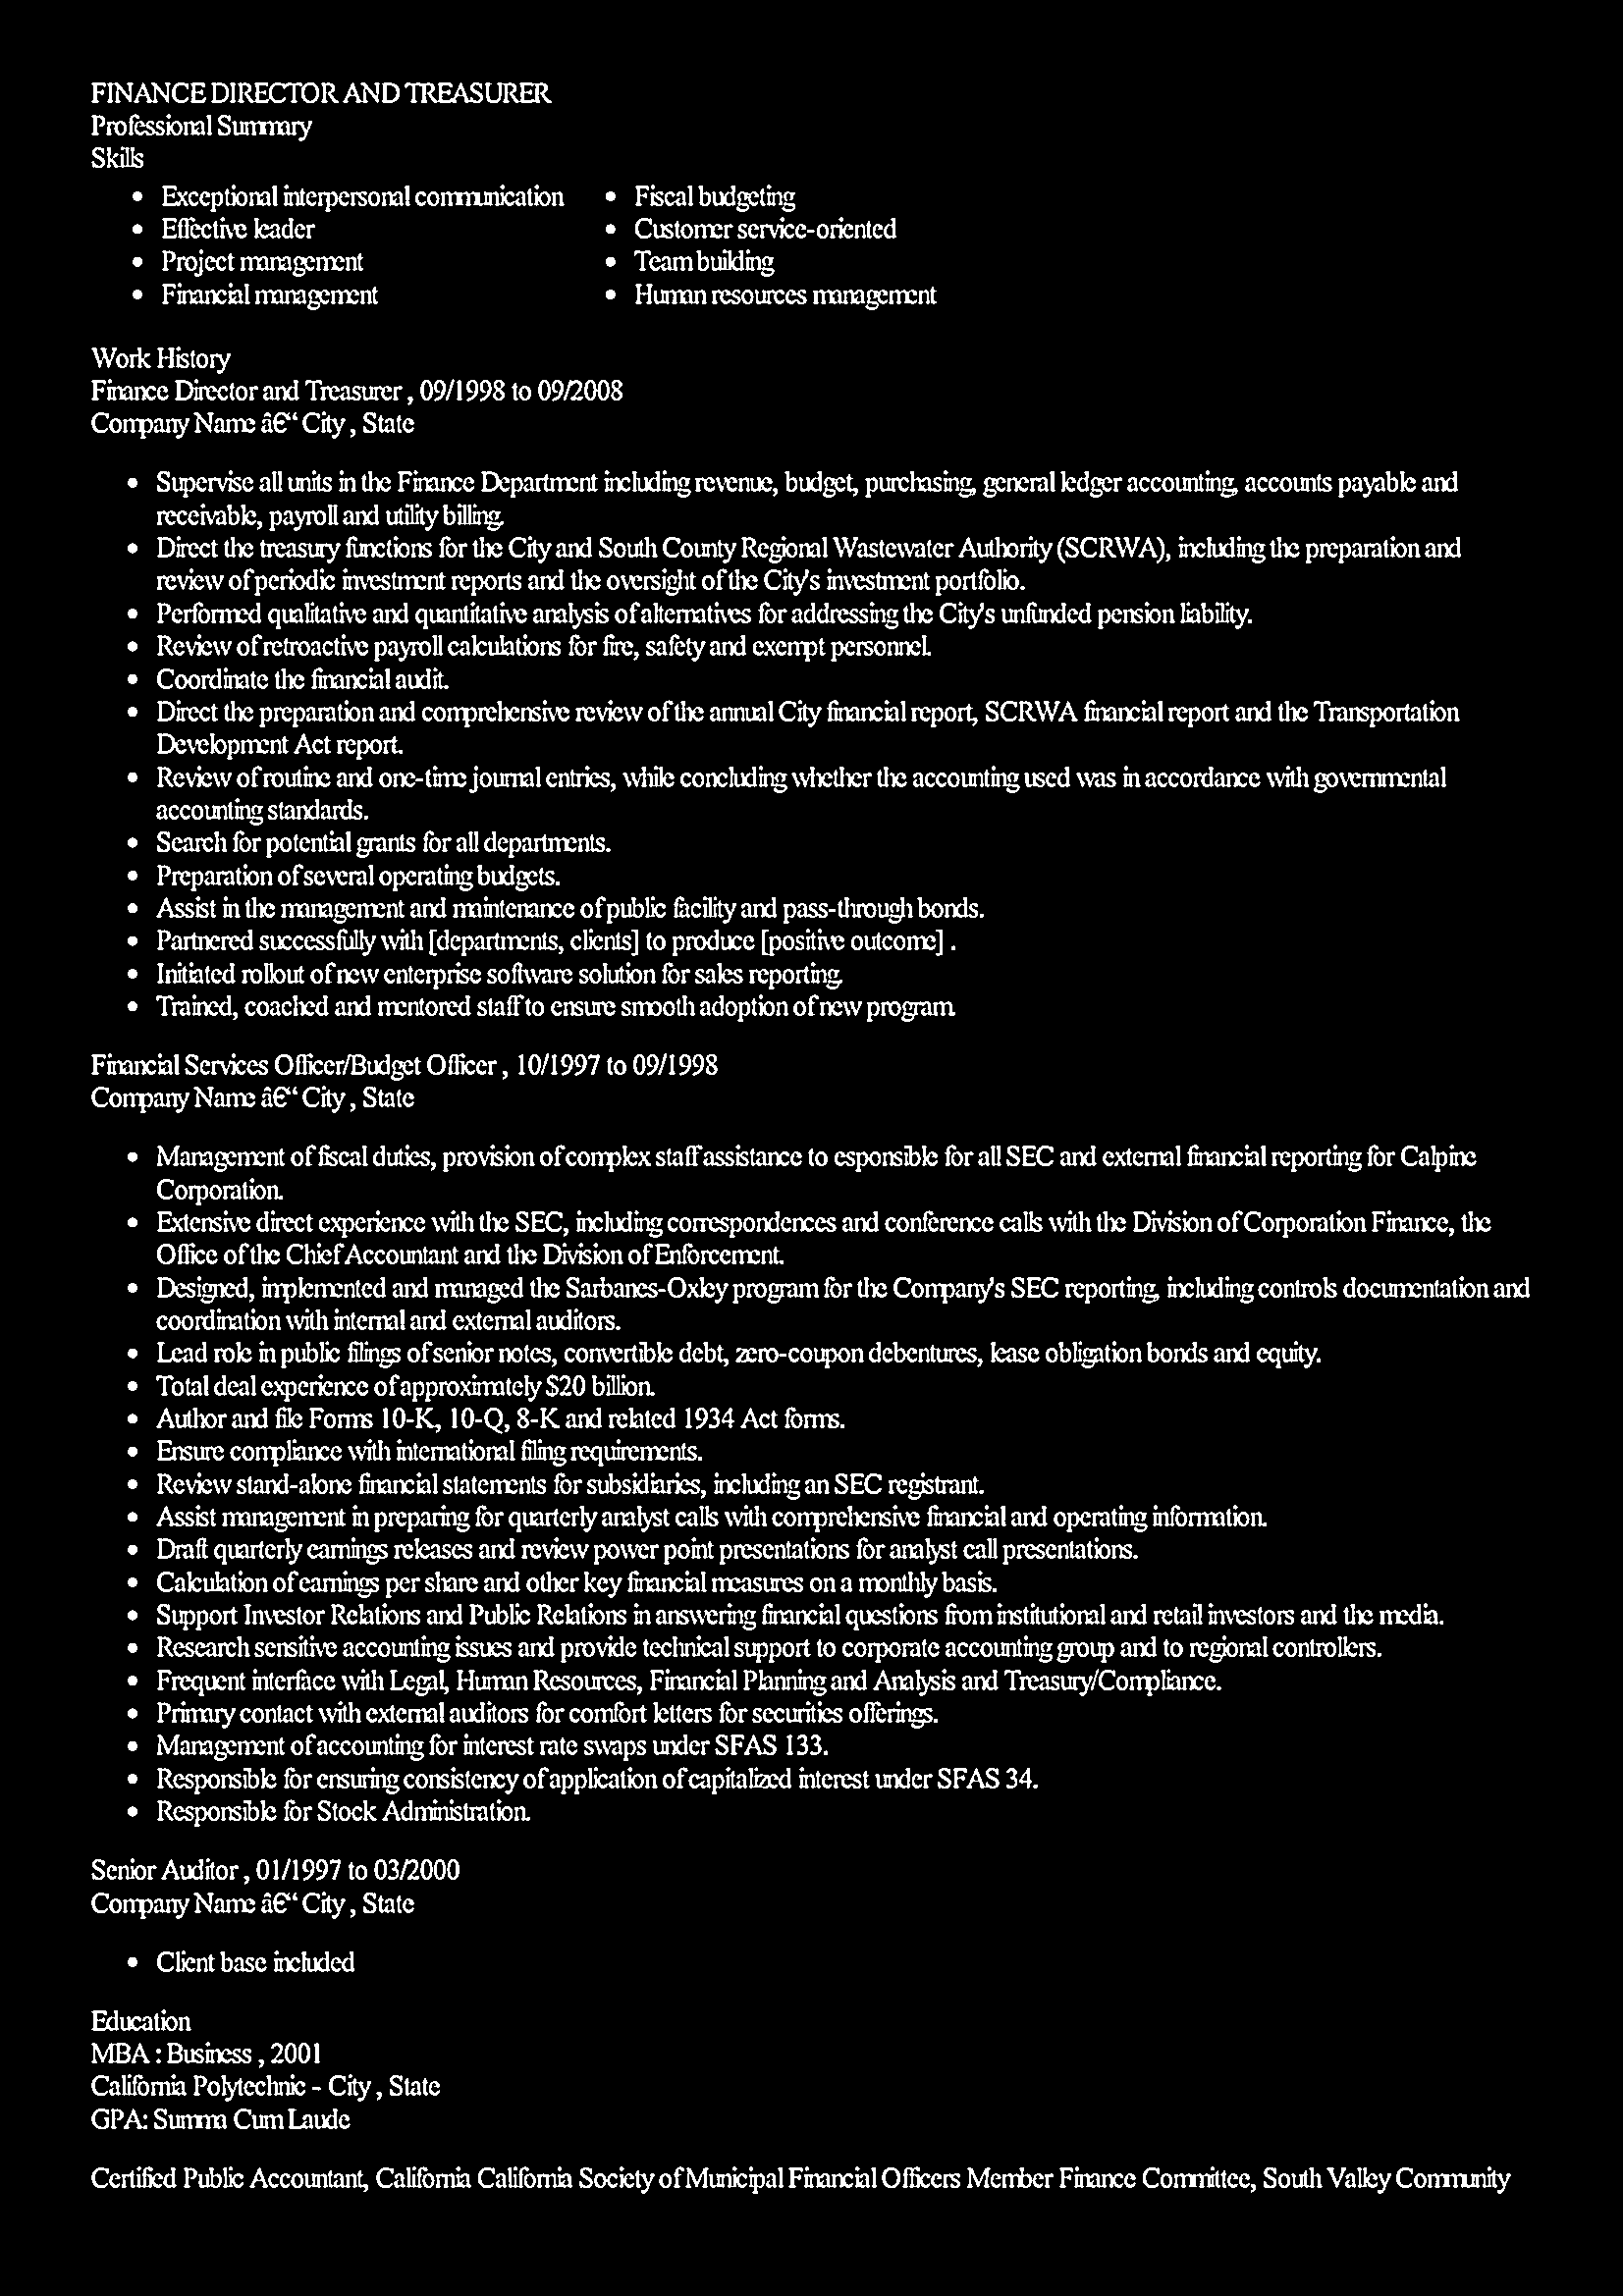 FINANCE DIRECTOR AND TREASURER
Professional Summary
Skills
• Exceptional interpersonal communication
• Effective leader
• Project management
• Financial management
• Fiscal budgeting
• Customer service-oriented
• Team building
• Human resources management
Work History
Finance Director and Treasurer , 09/1998 to 09/2008
Company Name â€“ City , State
• Supervise all units in the Finance Department including revenue, budget, purchasing, general ledger accounting, accounts payable and
receivable, payroll and utility billing.
• Direct the treasury functions for the City and South County Regional Wastewater Authority (SCRWA), including the preparation and
review of periodic investment reports and the oversight of the City's investment portfolio.
• Performed qualitative and quantitative analysis of alternatives for addressing the City's unfunded pension liability.
• Review of retroactive payroll calculations for fire, safety and exempt personnel.
• Coordinate the financial audit.
• Direct the preparation and comprehensive review of the annual City financial report, SCRWA financial report and the Transportation
Development Act report.
• Review of routine and one-time journal entries, while concluding whether the accounting used was in accordance with governmental
accounting standards.
• Search for potential grants for all departments.
• Preparation of several operating budgets.
• Assist in the management and maintenance of public facility and pass-through bonds.
• Partnered successfully with [departments, clients] to produce [positive outcome] .
• Initiated rollout of new enterprise software solution for sales reporting.
• Trained, coached and mentored staff to ensure smooth adoption of new program.
Financial Services Officer/Budget Officer , 10/1997 to 09/1998
Company Name â€“ City , State
• Management of fiscal duties, provision of complex staff assistance to esponsible for all SEC and external financial reporting for Calpine
Corporation.
• Extensive direct experience with the SEC, including correspondences and conference calls with the Division of Corporation Finance, the
Office of the Chief Accountant and the Division of Enforcement.
• Designed, implemented and managed the Sarbanes-Oxley program for the Company's SEC reporting, including controls documentation and
coordination with internal and external auditors.
• Lead role in public filings of senior notes, convertible debt, zero-coupon debentures, lease obligation bonds and equity.
• Total deal experience of approximately $20 billion.
• Author and file Forms 10-K, 10-Q, 8-K and related 1934 Act forms.
• Ensure compliance with international filing requirements.
• Review stand-alone financial statements for subsidiaries, including an SEC registrant.
• Assist management in preparing for quarterly analyst calls with comprehensive financial and operating information.
• Draft quarterly earnings releases and review power point presentations for analyst call presentations.
• Calculation of earnings per share and other key financial measures on a monthly basis.
• Support Investor Relations and Public Relations in answering financial questions from institutional and retail investors and the media.
• Research sensitive accounting issues and provide technical support to corporate accounting group and to regional controllers.
• Frequent interface with Legal, Human Resources, Financial Planning and Analysis and Treasury/Compliance.
• Primary contact with external auditors for comfort letters for securities offerings.
• Management of accounting for interest rate swaps under SFAS 133.
• Responsible for ensuring consistency of application of capitalized interest under SFAS 34.
• Responsible for Stock Administration.
Senior Auditor , 01/1997 to 03/2000
Company Name â€“ City , State
• Client base included
Education
MBA : Business , 2001
California Polytechnic - City , State
GPA: Summa Cum Laude
Certified Public Accountant, California California Society of Municipal Financial Officers Member Finance Committee, South Valley Community